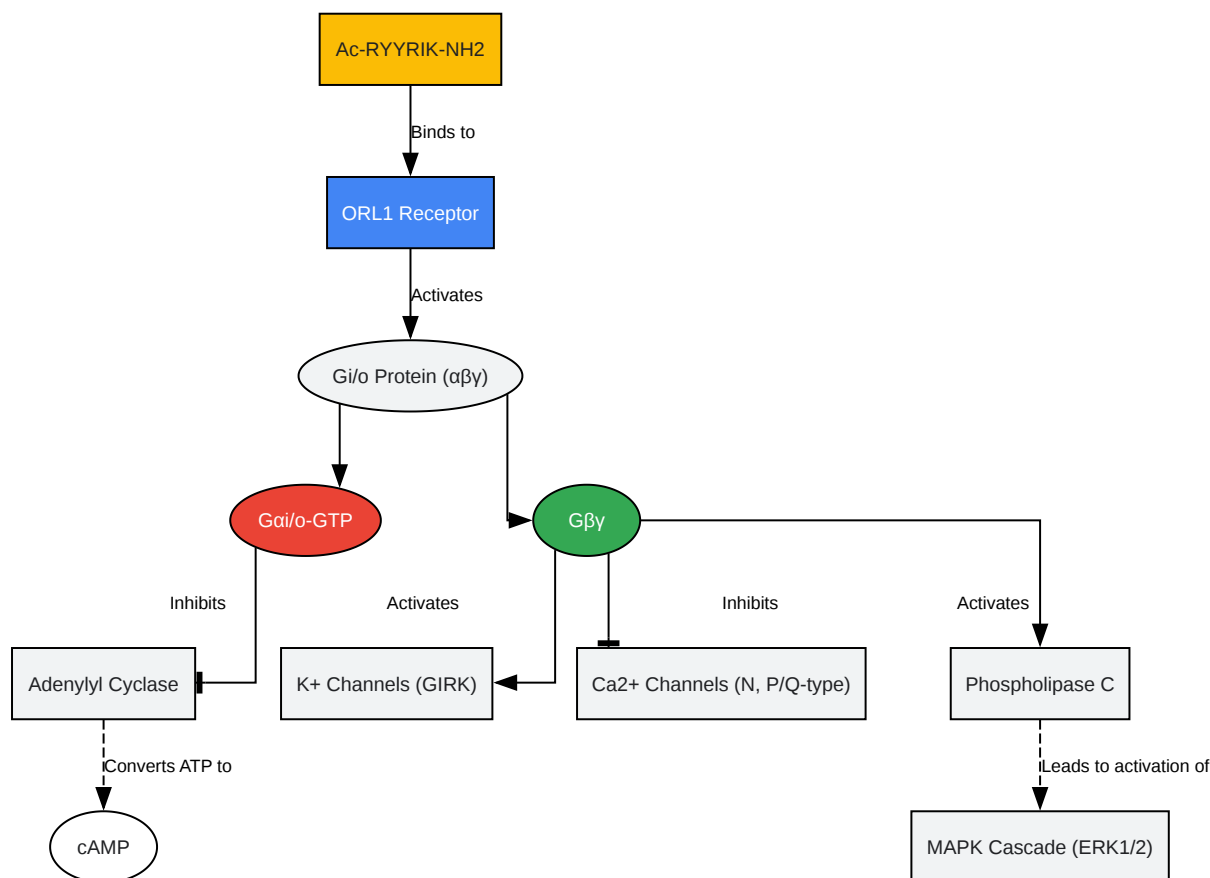 Ac-RYYRIK-NH2
Binds to
ORL1 Receptor
Activates
Gi/o Protein (αβγ)
Gαi/o-GTP
Gβγ
Inhibits
Activates
Inhibits
Activates
Adenylyl Cyclase
K+ Channels (GIRK)
Ca2+ Channels (N, P/Q-type)
Phospholipase C
Converts ATP to
Leads to activation of
cAMP
MAPK Cascade (ERK1/2)